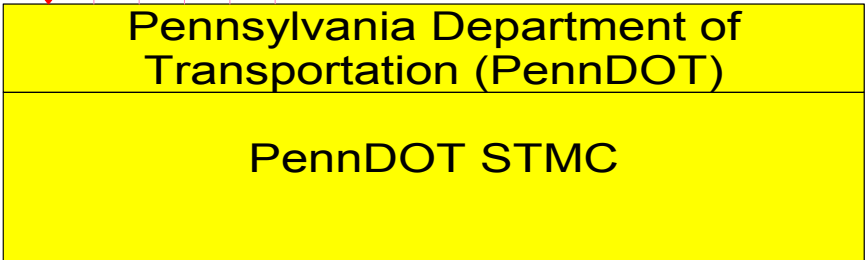 Pennsylvania Department of
Transportation (PennDOT)
PennDOT STMC